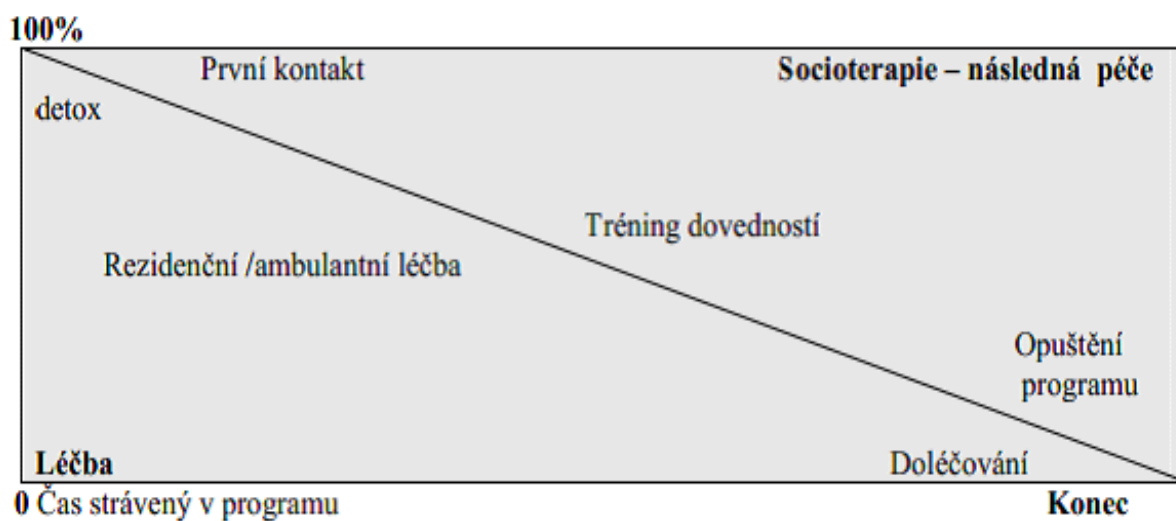 100%
První kontakt
Socioterapie – následná péče
detox
Tréning dovedností
Rezidenční /ambulantní léčba
Opuštění
programu
Léčba
Doléčování
0 Čas strávený v programu
Konec